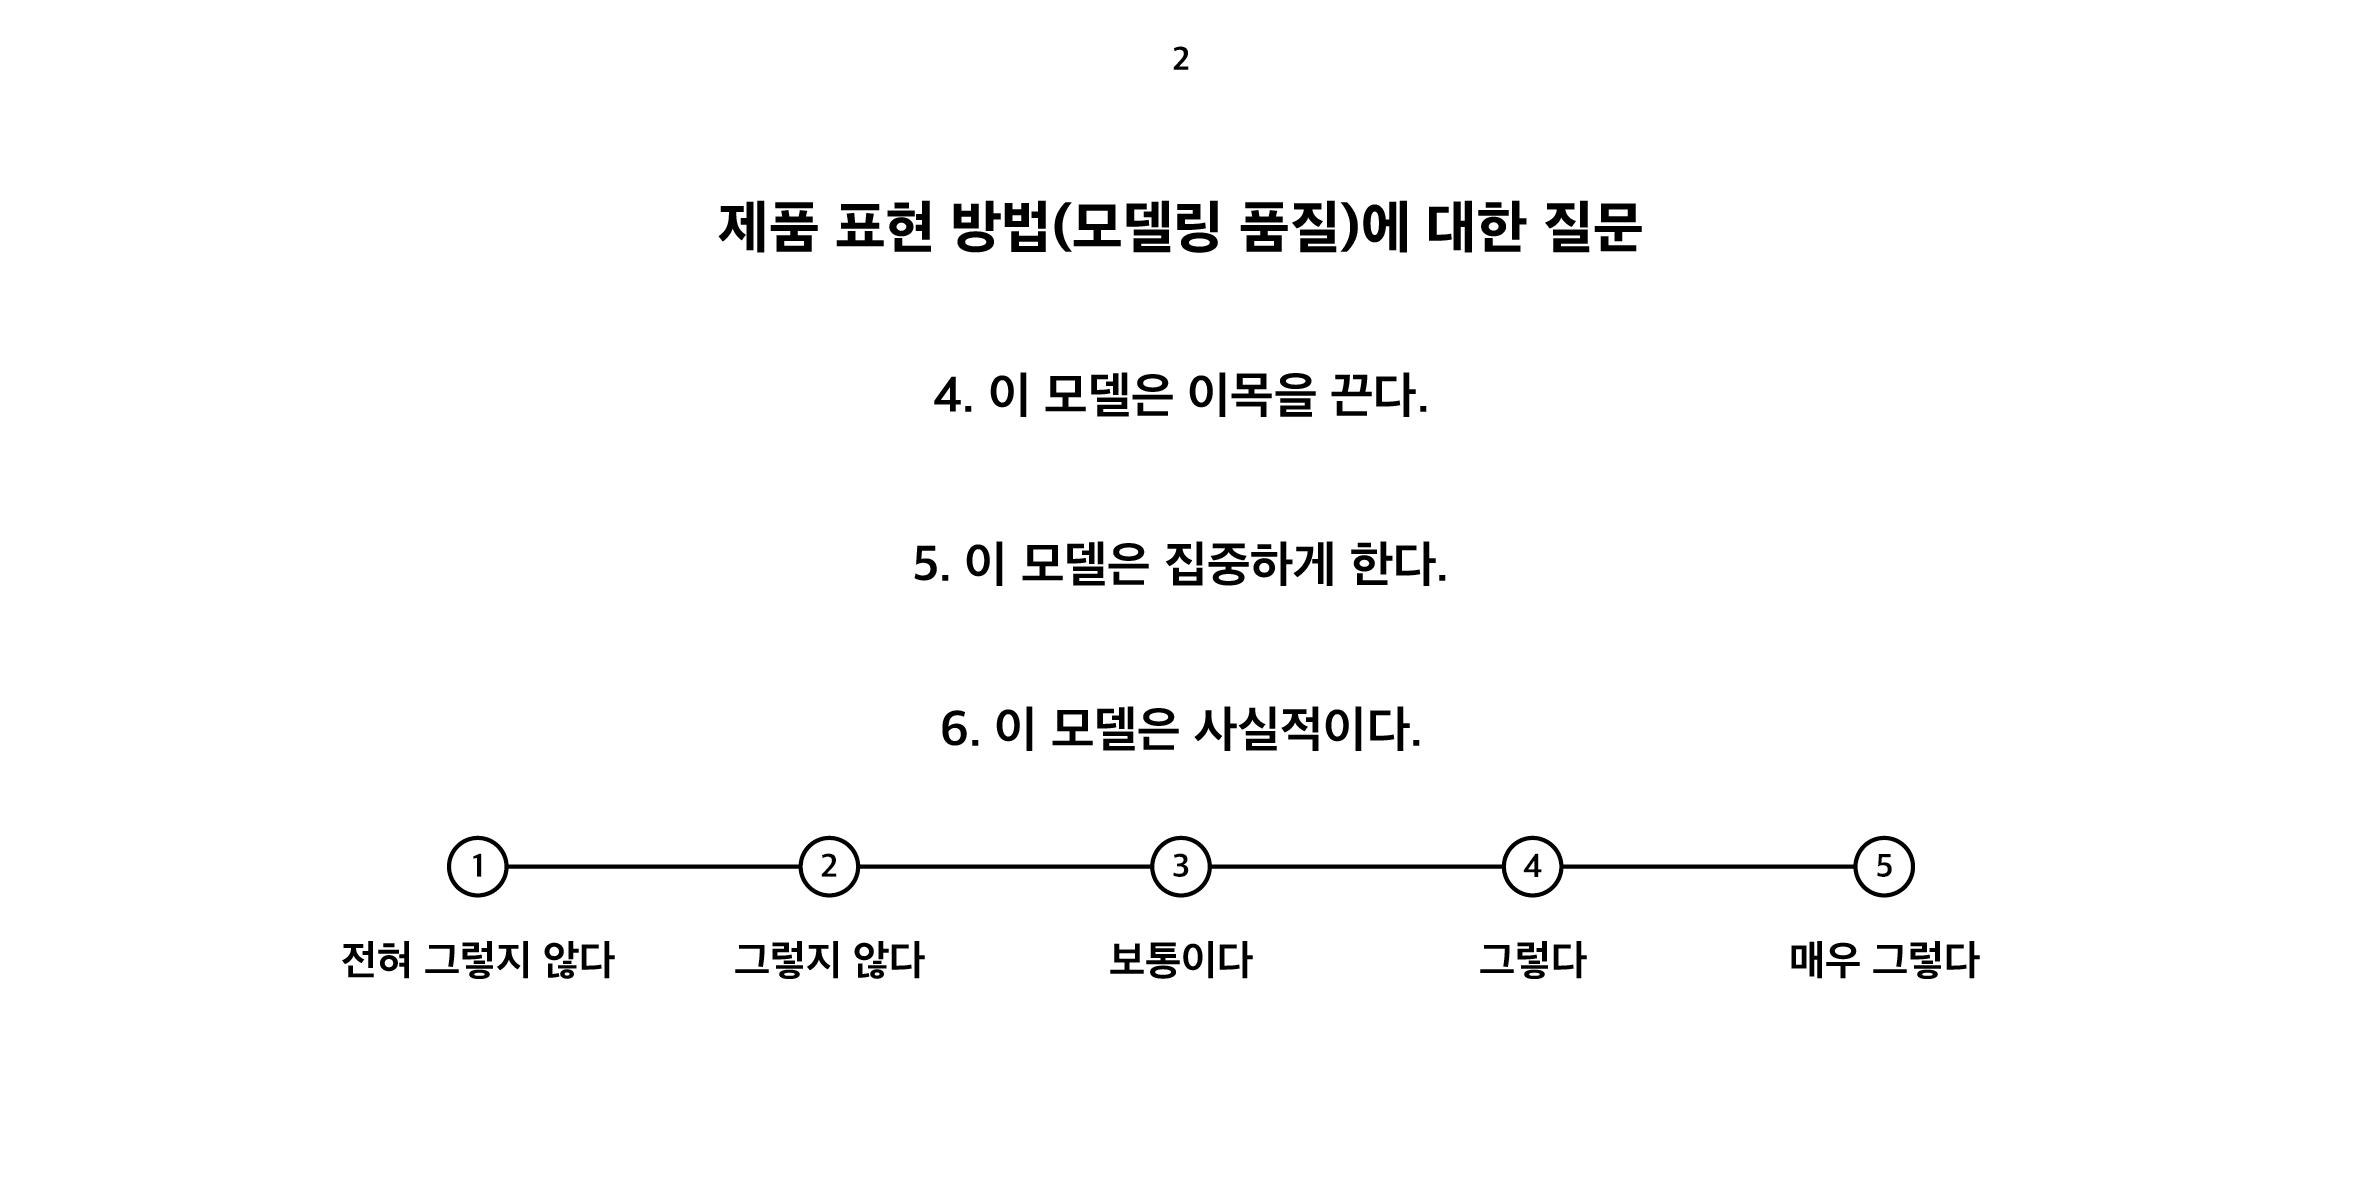 2
제품 표현 방법(모델링 품질)에 대한 질문
4. 이 모델은 이목을 끈다.
5. 이 모델은 집중하게 한다.
6. 이 모델은 사실적이다.
1 2 3 4 5
전혀 그렇지 않다 그렇지 않다 보통이다 그렇다 매우 그렇다